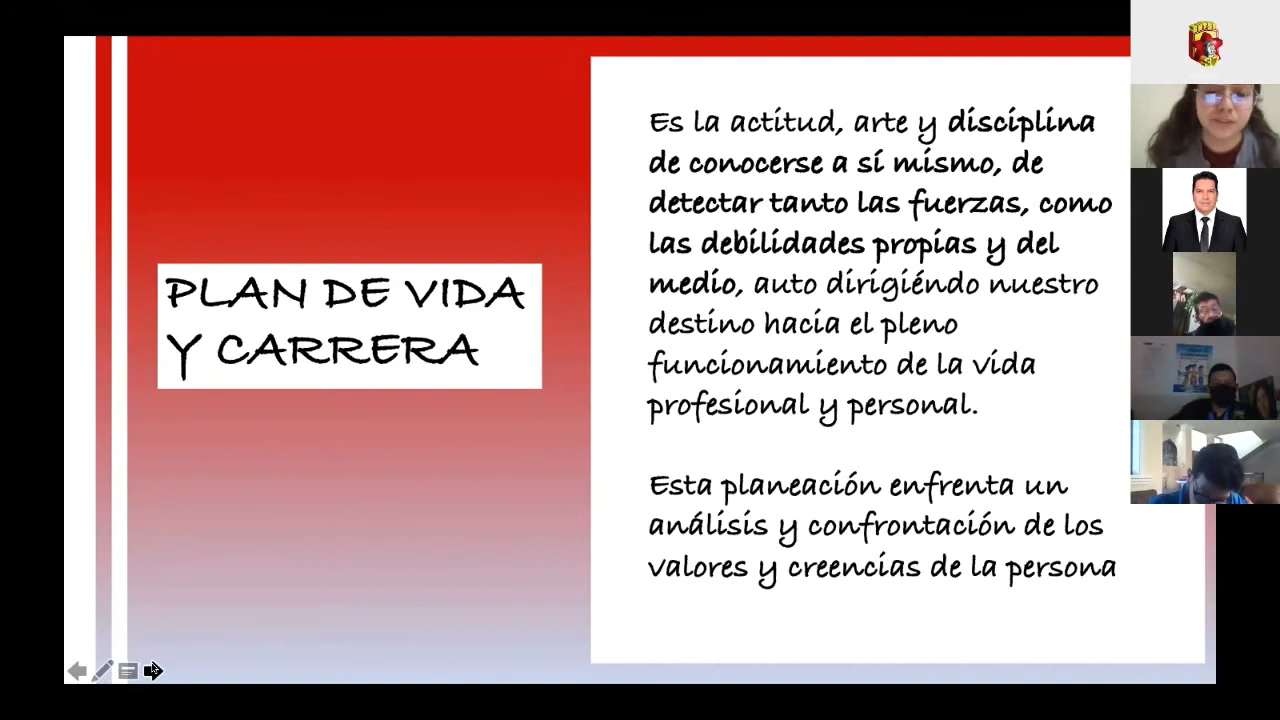 PLAN DE VIDA
Y CARRERA
Es la actitud, arte y disciplina
de conocerse a sí mismo, de
detectar tanto las fuerzas, como
las debilidades propias y del
medio, auto dirigiéndo nuestro
destino hacia el pleno
funcionamiento de la vida
profesional y personal.
Esta planeación enfrenta un
análisis y confrontación de los
valores y creencias de la persona